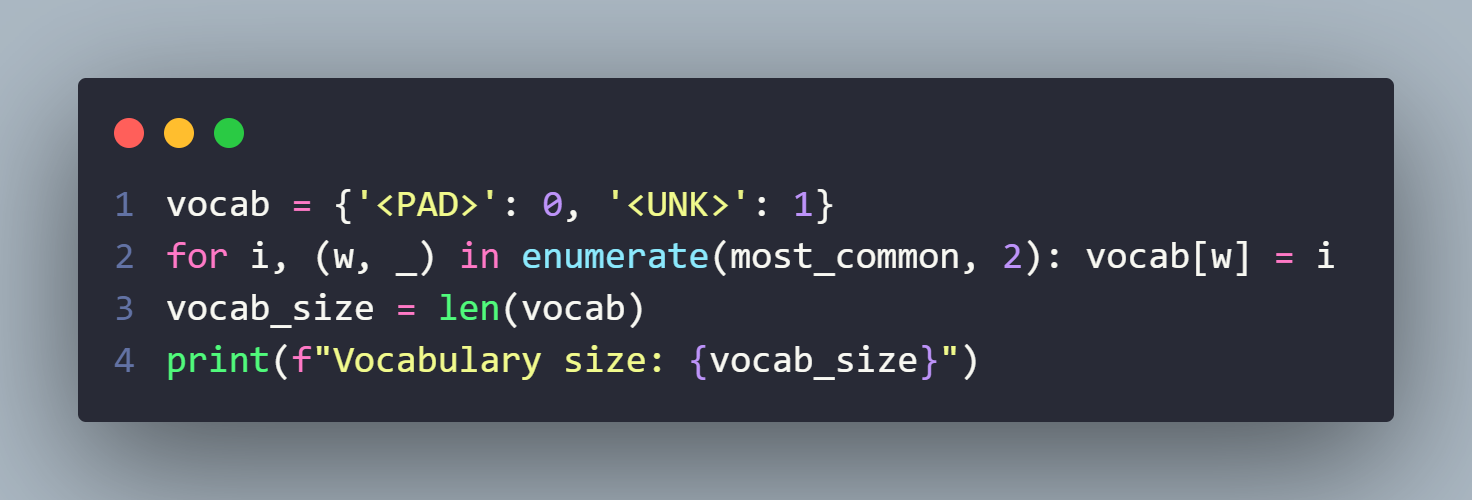 1 vocab = {'<PAD>': 0, '<UNK>': 1}
2 for i, (w, _) in enumerate(most_common, 2): vocab[w] = i
3 vocab_size = len(vocab)
4 print(f"Vocabulary size: {vocab_size}")